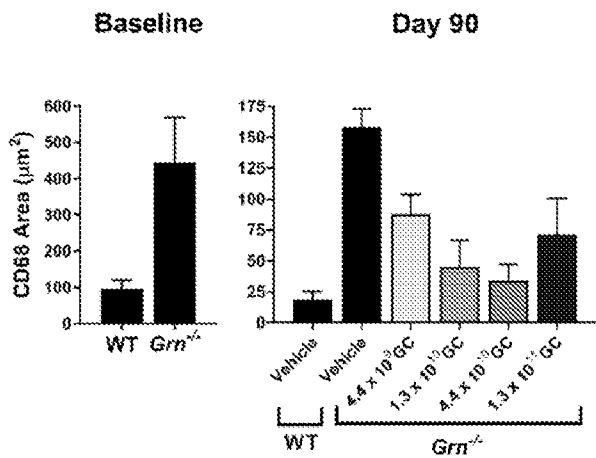 Baseline
Day 90
CD68 Area (μm²)
600
500
400
300
200
100
0
WT
Grn⁻/⁻
175
150
125
100
75
50
25
0
Vehicle
Vehicle
4.4 x 10⁹ GC
1.3 x 10¹⁰ GC
4.4 x 10¹⁰ GC
1.3 x 10¹¹ GC
WT
Grn⁻/⁻